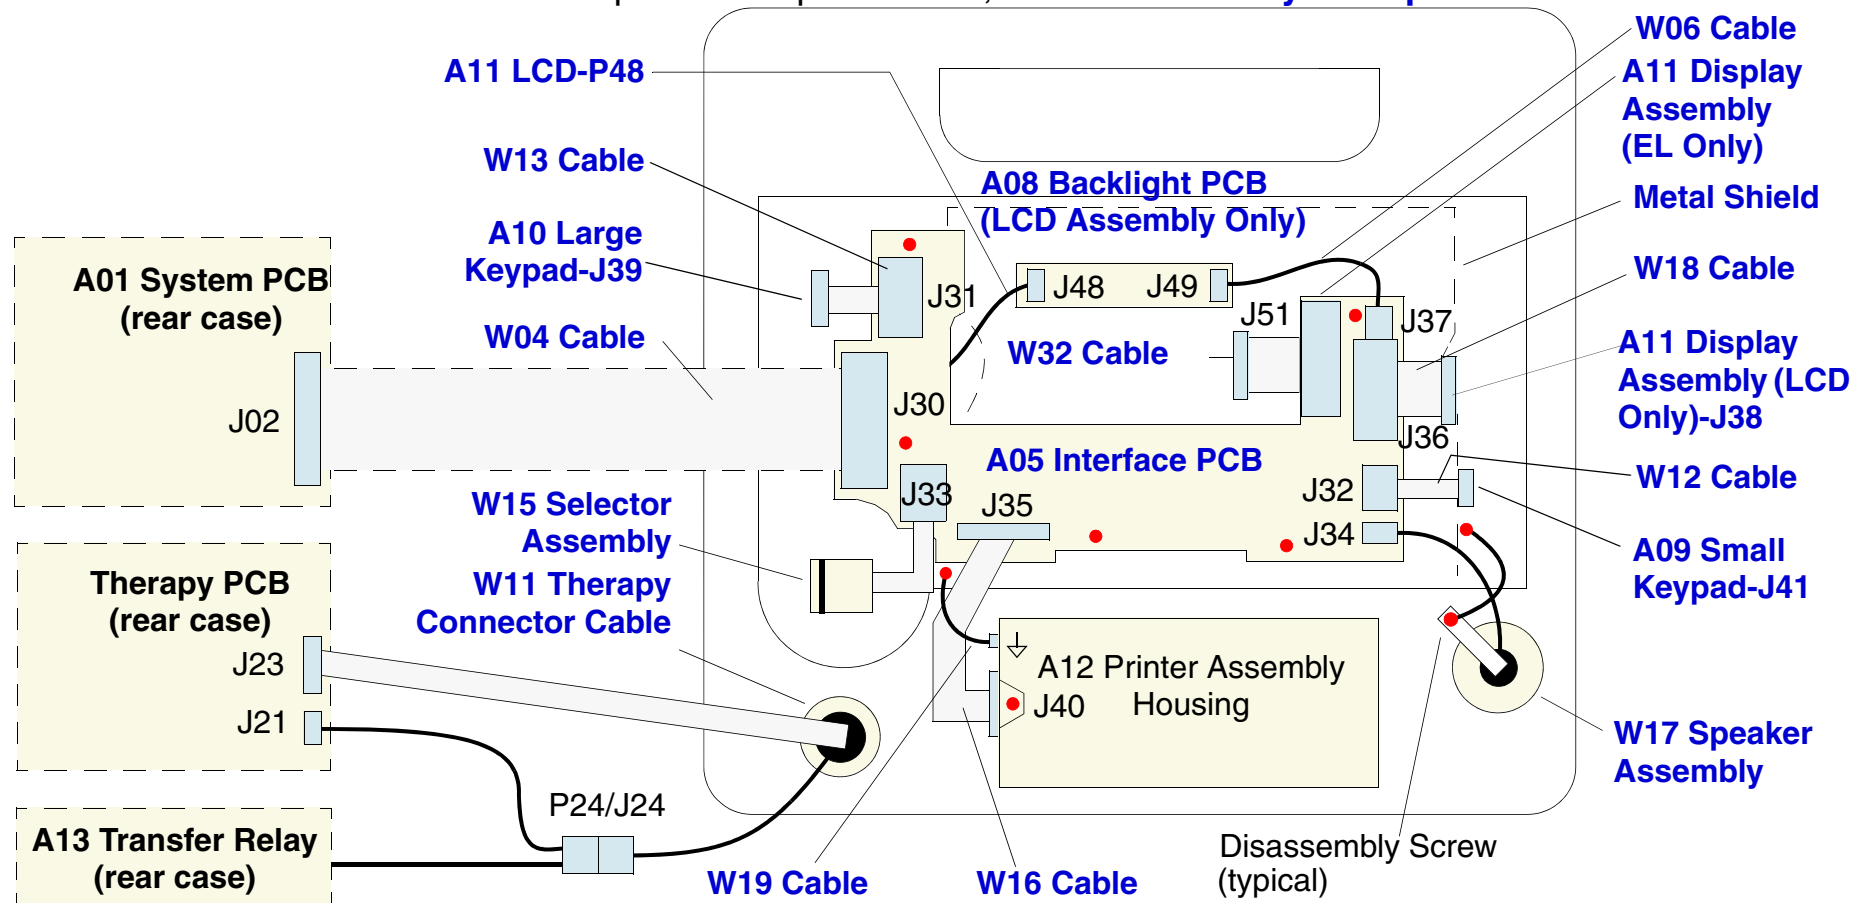 W06 Cable
A11 LCD-P48
A11 Display
Assembly
(EL Only)
W13 Cable
A08 Backlight PCB
(LCD Assembly Only)
Metal Shield
A10 Large
Keypad-J39
A01 System PCB
(rear case)
J31
J48
J49
W18 Cable
J51
J37
W04 Cable
W32 Cable
A11 Display
Assembly (LCD
Only)-J38
J02
J30
J36
A05 Interface PCB
W12 Cable
J33
J35
J32
J34
W15 Selector
Assembly
A09 Small
Keypad-J41
Therapy PCB
(rear case)
W11 Therapy
Connector Cable
J23
J21
A12 Printer Assembly
Housing
J40
W17 Speaker
Assembly
P24/J24
A13 Transfer Relay
(rear case)
Disassembly Screw
(typical)
W19 Cable
W16 Cable